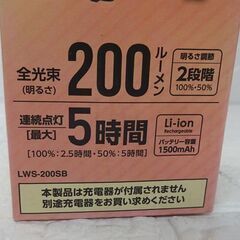 全光束
(明るさ)
200
ルーメン
明るさ調節
2段階
100%・50%
連続点灯
[最大]
5時間
[100%：2.5時間・50%：5時間]
Li-ion
Rechargeable
バッテリー容量
1500mAh
LWS-200SB
本製品は充電器が付属されません
別途充電器をお買い求めください